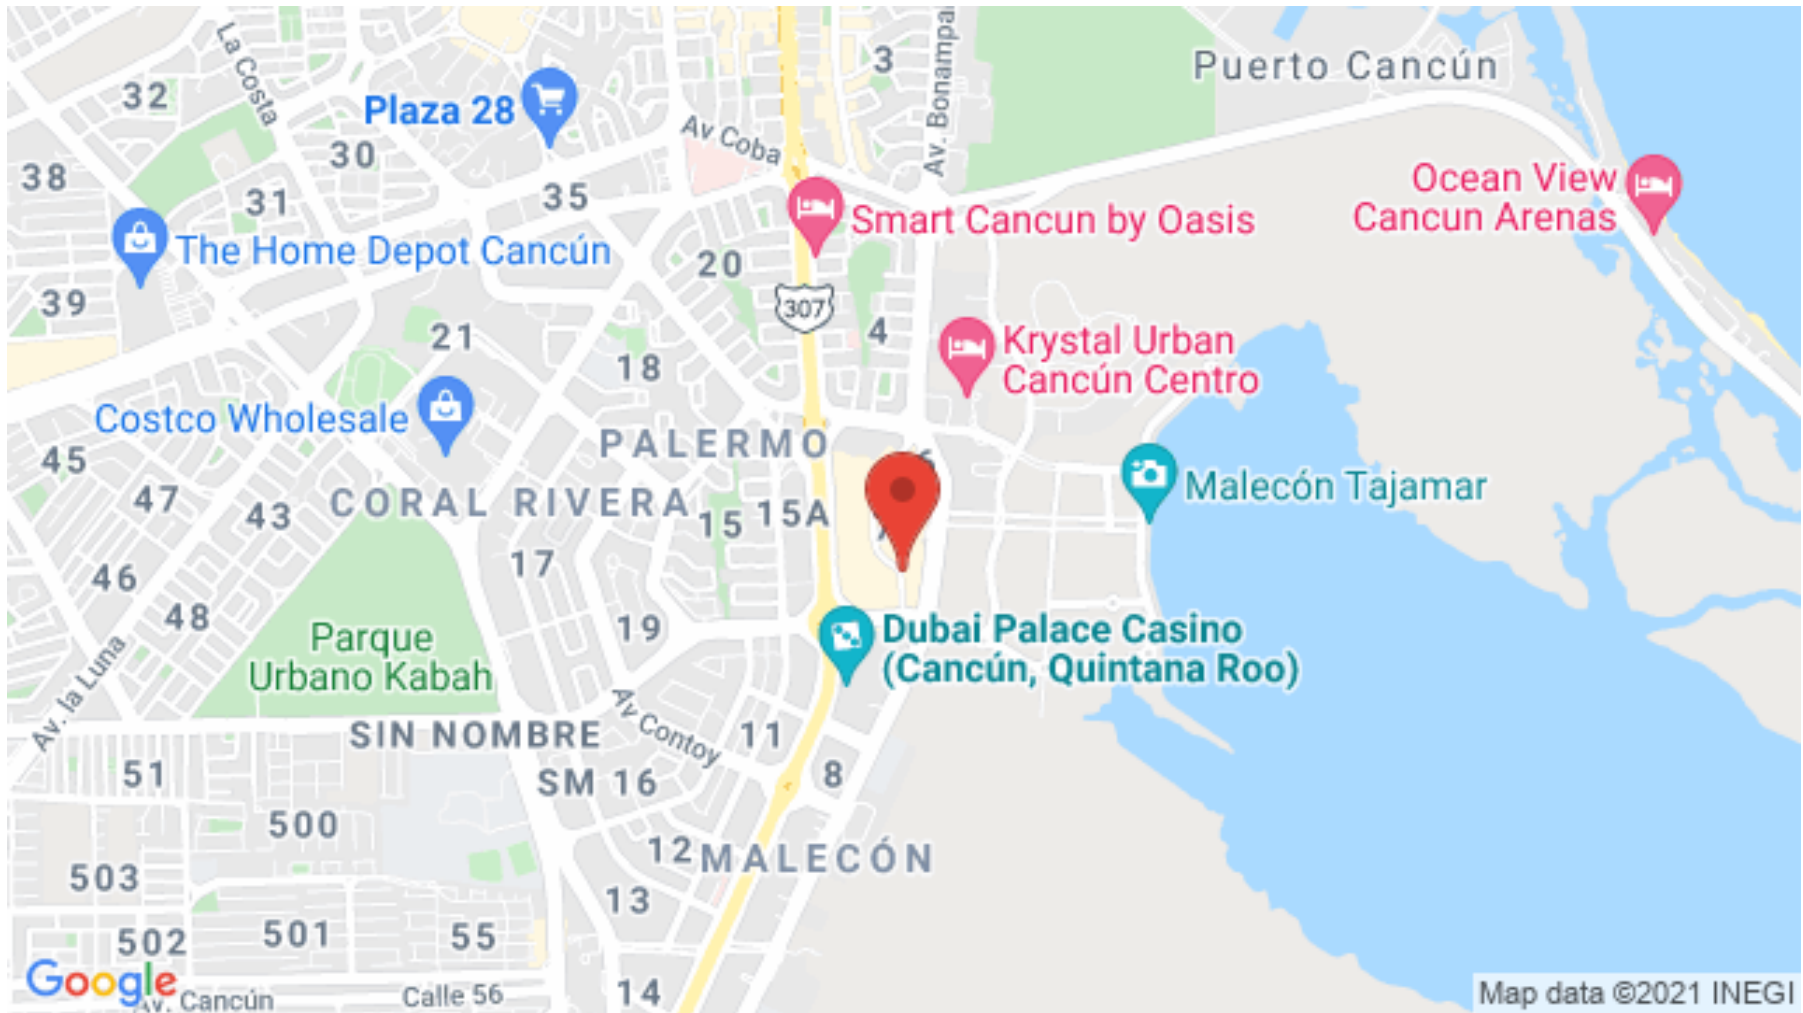 La Costa
3
Av. Bonampa
Puerto Cancún
32
Plaza 28
Av Coba
30
38
35
31
Ocean View
Cancun Arenas
Smart Cancun by Oasis
The Home Depot Cancún
20
39
307
4
21
18
Krystal Urban
Cancún Centro
Costco Wholesale
PALERMO
45
6
47
43
CORAL RIVERA
15
15A
7
Malecón Tajamar
17
46
48
Parque
Urbano Kabah
19
Dubai Palace Casino
(Cancún, Quintana Roo)
Av. la Luna
Av Contoy
SIN NOMBRE
11
51
SM 16
8
500
12
MALECÓN
503
13
502
501
55
Google
Av. Cancún
Calle 56
14
Map data ©2021 INEGI